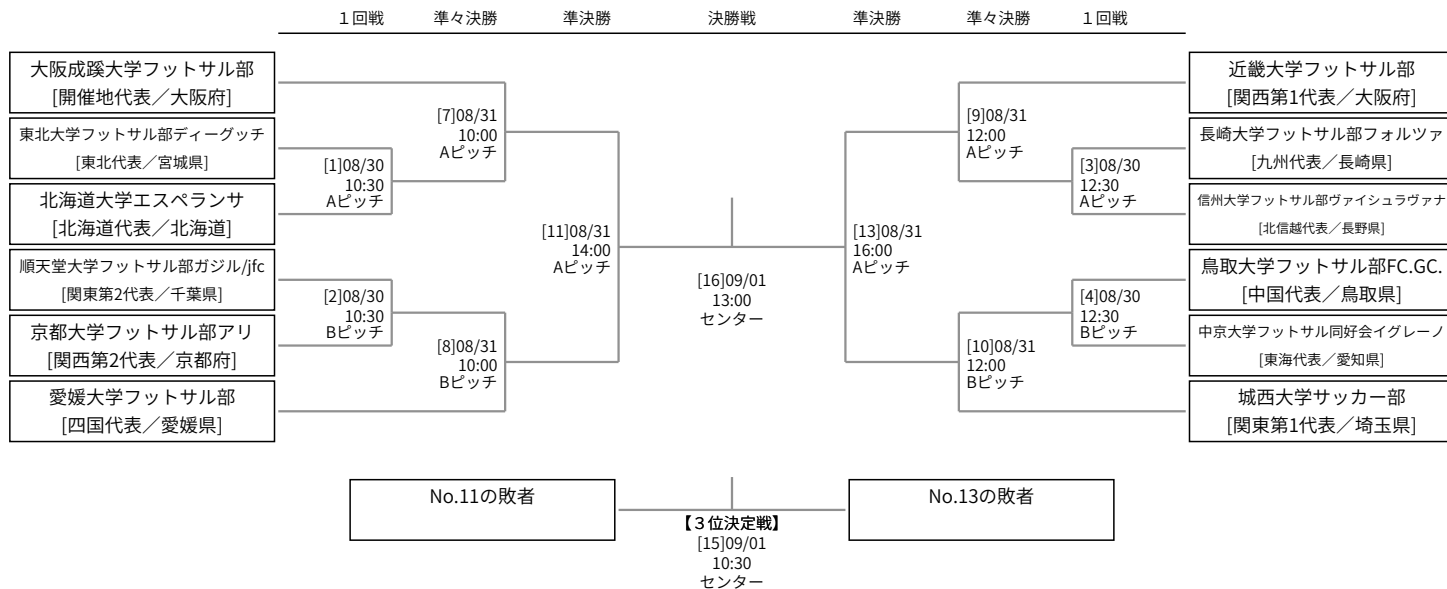 １回戦 準々決勝 準決勝 決勝戦 準決勝 準々決勝 １回戦
大阪成蹊大学フットサル部
[開催地代表／大阪府]
東北大学フットサル部ディーグッチ
[東北代表／宮城県]
北海道大学エスペランサ
[北海道代表／北海道]
順天堂大学フットサル部ガジル/jfc
[関東第2代表／千葉県]
京都大学フットサル部アリ
[関西第2代表／京都府]
愛媛大学フットサル部
[四国代表／愛媛県]
[1]08/30
10:30
Aピッチ
[2]08/30
10:30
Bピッチ
[7]08/31
10:00
Aピッチ
[8]08/31
10:00
Bピッチ
[11]08/31
14:00
Aピッチ
[16]09/01
13:00
センター
[13]08/31
16:00
Aピッチ
[9]08/31
12:00
Aピッチ
[10]08/31
12:00
Bピッチ
[3]08/30
12:30
Aピッチ
[4]08/30
12:30
Bピッチ
近畿大学フットサル部
[関西第1代表／大阪府]
長崎大学フットサル部フォルツァ
[九州代表／長崎県]
信州大学フットサル部ヴァイシュラヴァナ
[北信越代表／長野県]
鳥取大学フットサル部FC.GC.
[中国代表／鳥取県]
中京大学フットサル同好会イグレーノ
[東海代表／愛知県]
城西大学サッカー部
[関東第1代表／埼玉県]
No.11の敗者
No.13の敗者
【３位決定戦】
[15]09/01
10:30
センター